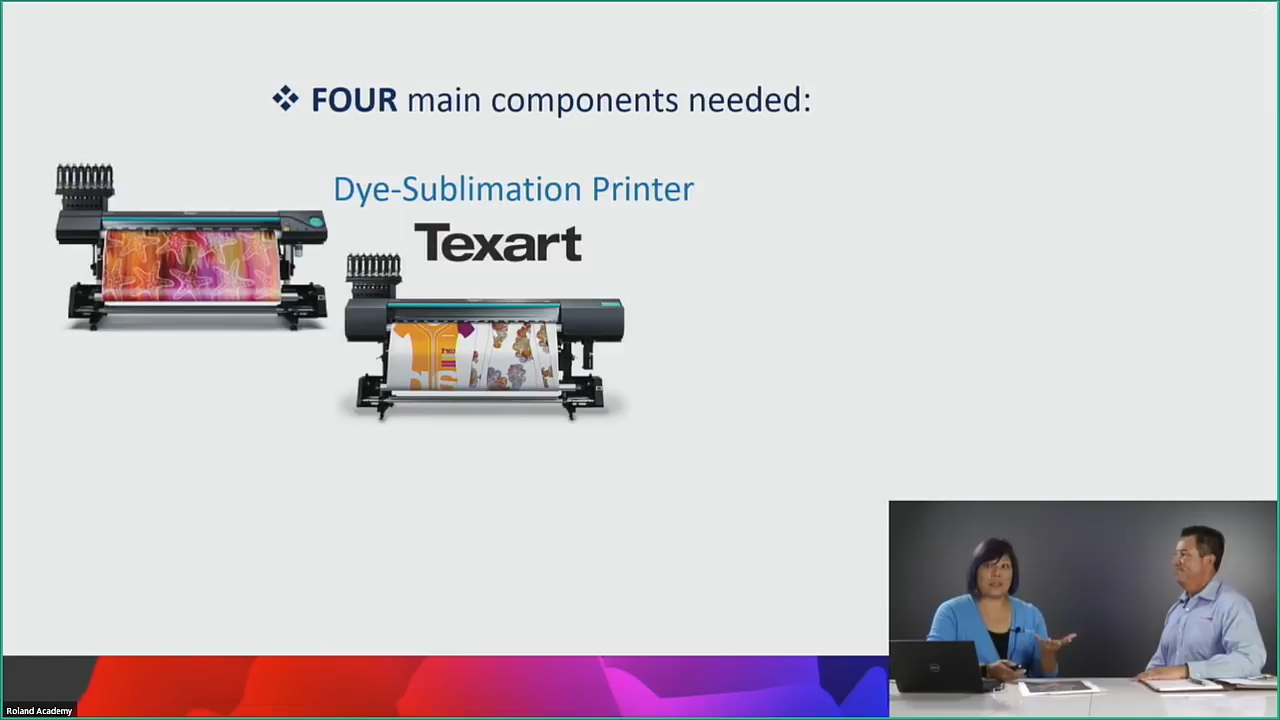 ❖ FOUR main components needed:
Dye-Sublimation Printer
Texart
Roland Academy